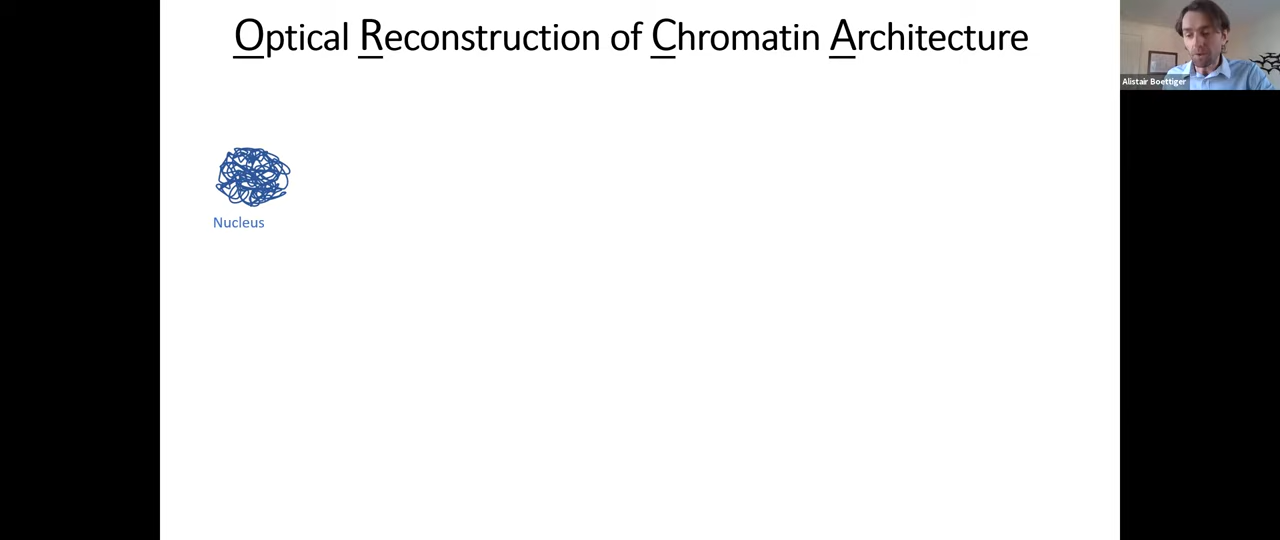 Optical Reconstruction of Chromatin Architecture
Alistair Boettiger
Nucleus